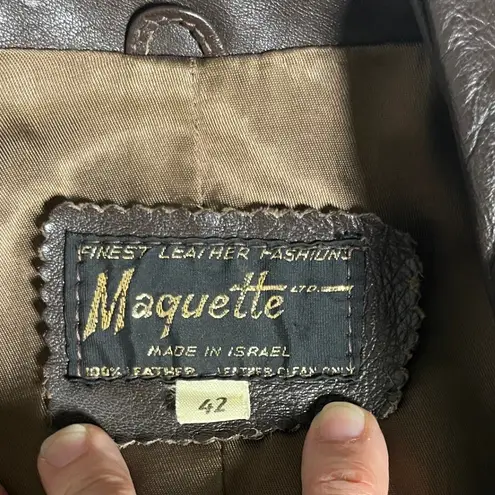 FINEST LEATHER FASHIONS
Maquette LTD.
MADE IN ISRAEL
100% LEATHER LEATHER CLEAN ONLY
42